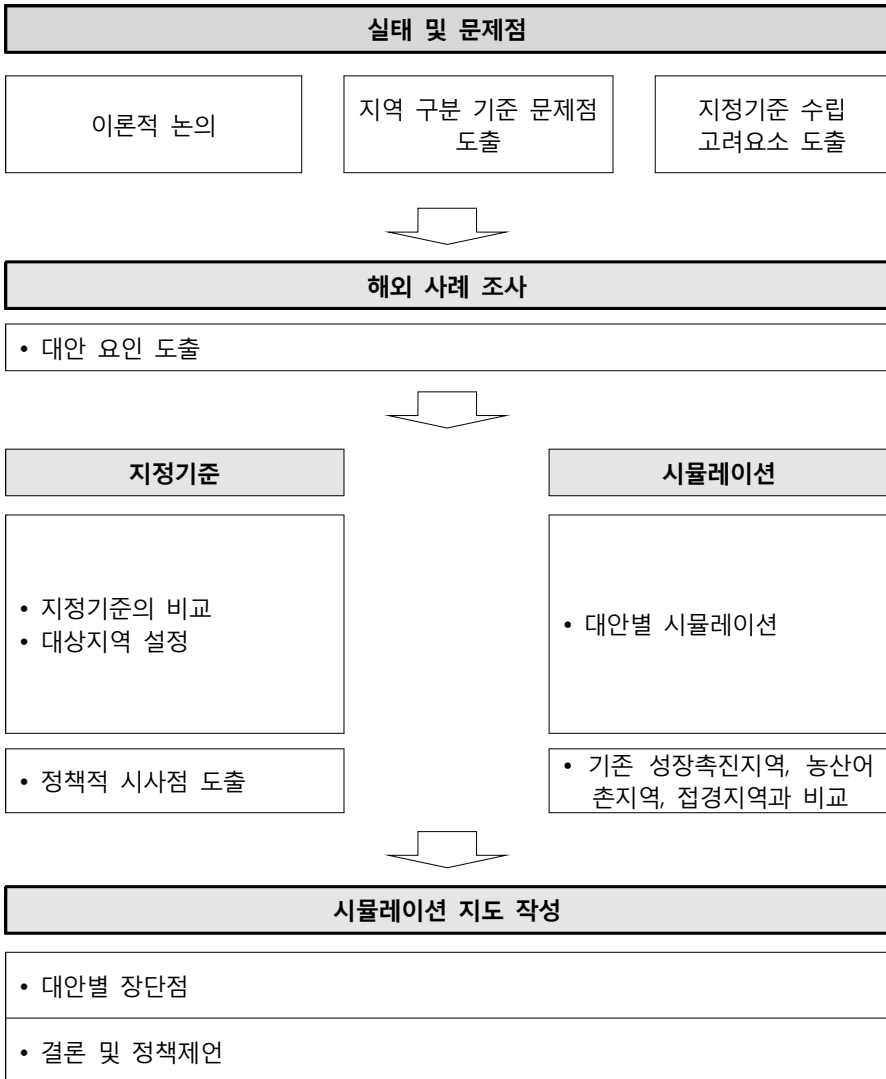 실태 및 문제점
이론적 논의
지역 구분 기준 문제점
도출
지정기준 수립
고려요소 도출
해외 사례 조사
• 대안 요인 도출
지정기준
시뮬레이션
• 지정기준의 비교
• 대상지역 설정
• 대안별 시뮬레이션
• 정책적 시사점 도출
• 기존 성장촉진지역, 농산어
촌지역, 접경지역과 비교
시뮬레이션 지도 작성
• 대안별 장단점
• 결론 및 정책제언